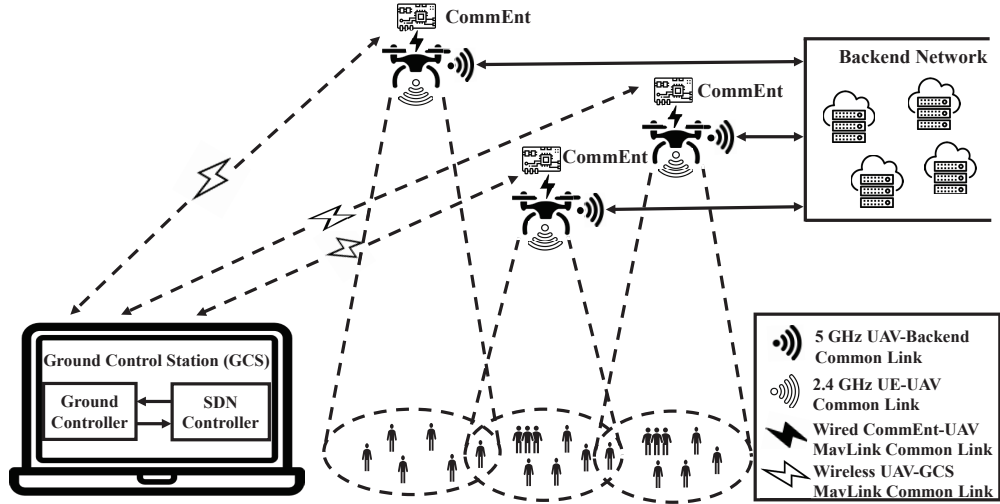 CommEnt
Backend Network
CommEnt
CommEnt
Ground Control Station (GCS)
Ground
Controller
SDN
Controller
5 GHz UAV-Backend
Common Link
2.4 GHz UE-UAV
Common Link
Wired CommEnt-UAV
MavLink Common Link
Wireless UAV-GCS
MavLink Common Link